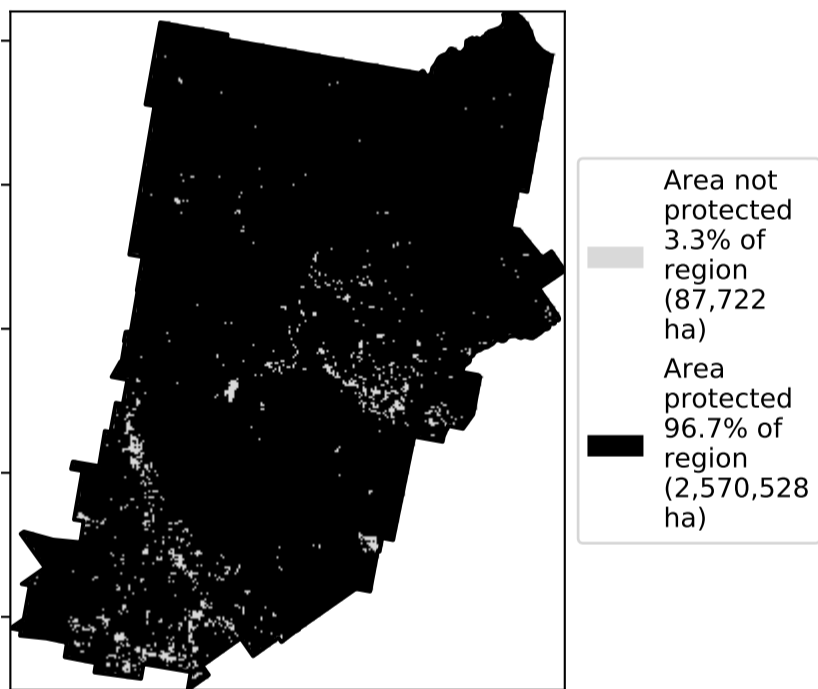 Area not
protected
3.3% of
region
(87,722
ha)
Area
protected
96.7% of
region
(2,570,528
ha)